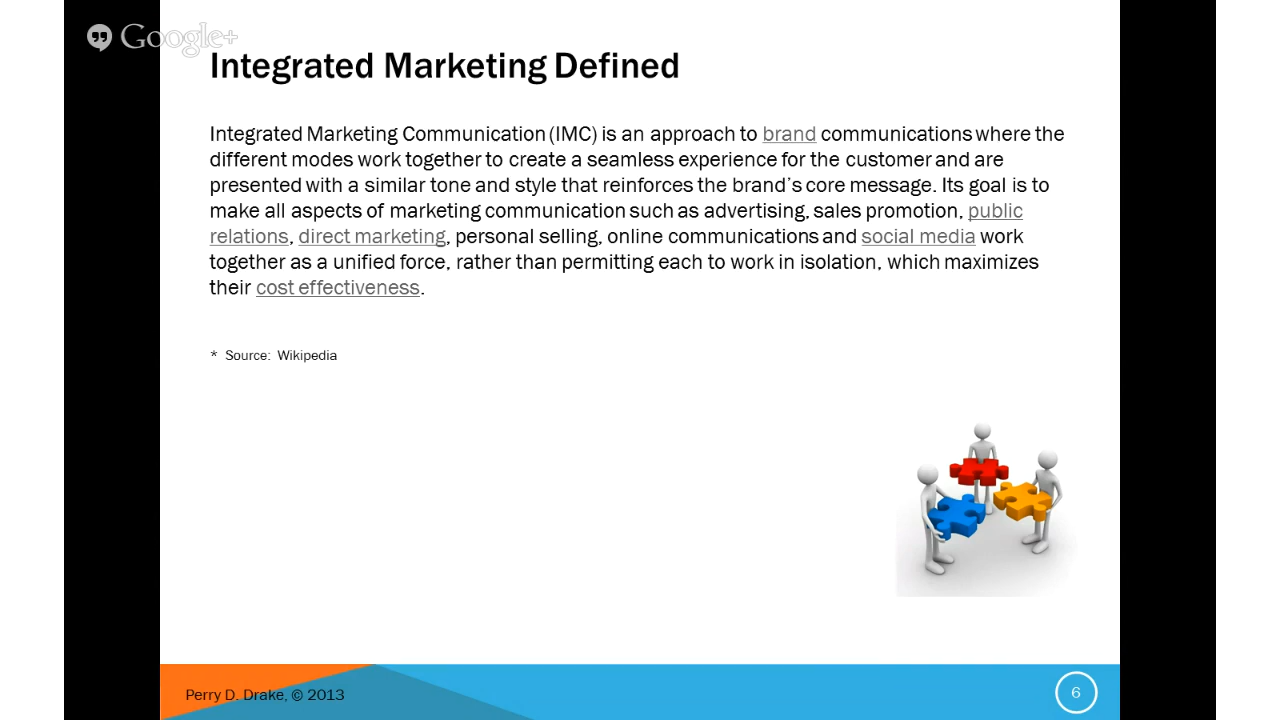 Google+
Integrated Marketing Defined
Integrated Marketing Communication (IMC) is an approach to brand communications where the
different modes work together to create a seamless experience for the customer and are
presented with a similar tone and style that reinforces the brand’s core message. Its goal is to
make all aspects of marketing communication such as advertising, sales promotion, public
relations, direct marketing, personal selling, online communications and social media work
together as a unified force, rather than permitting each to work in isolation, which maximizes
their cost effectiveness.
* Source: Wikipedia
Perry D. Drake, © 2013
6